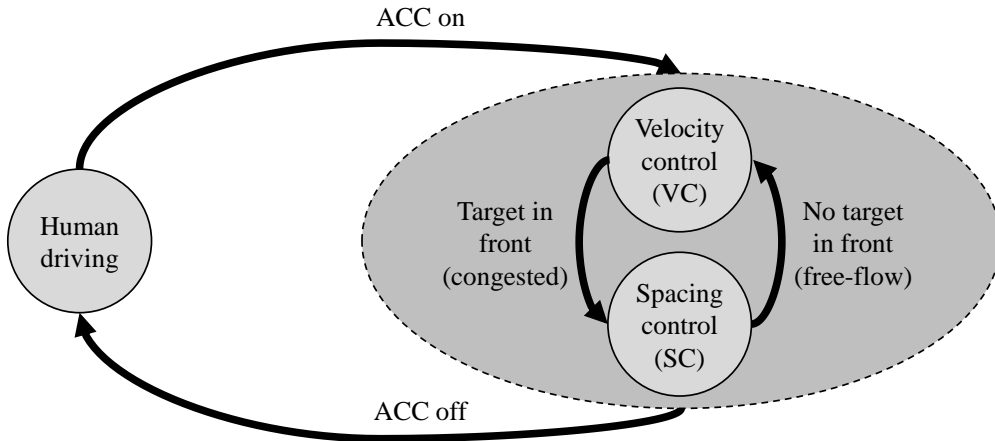 ACC on
Human
driving
Velocity
control
(VC)
Target in
front
(congested)
No target
in front
(free-flow)
Spacing
control
(SC)
ACC off